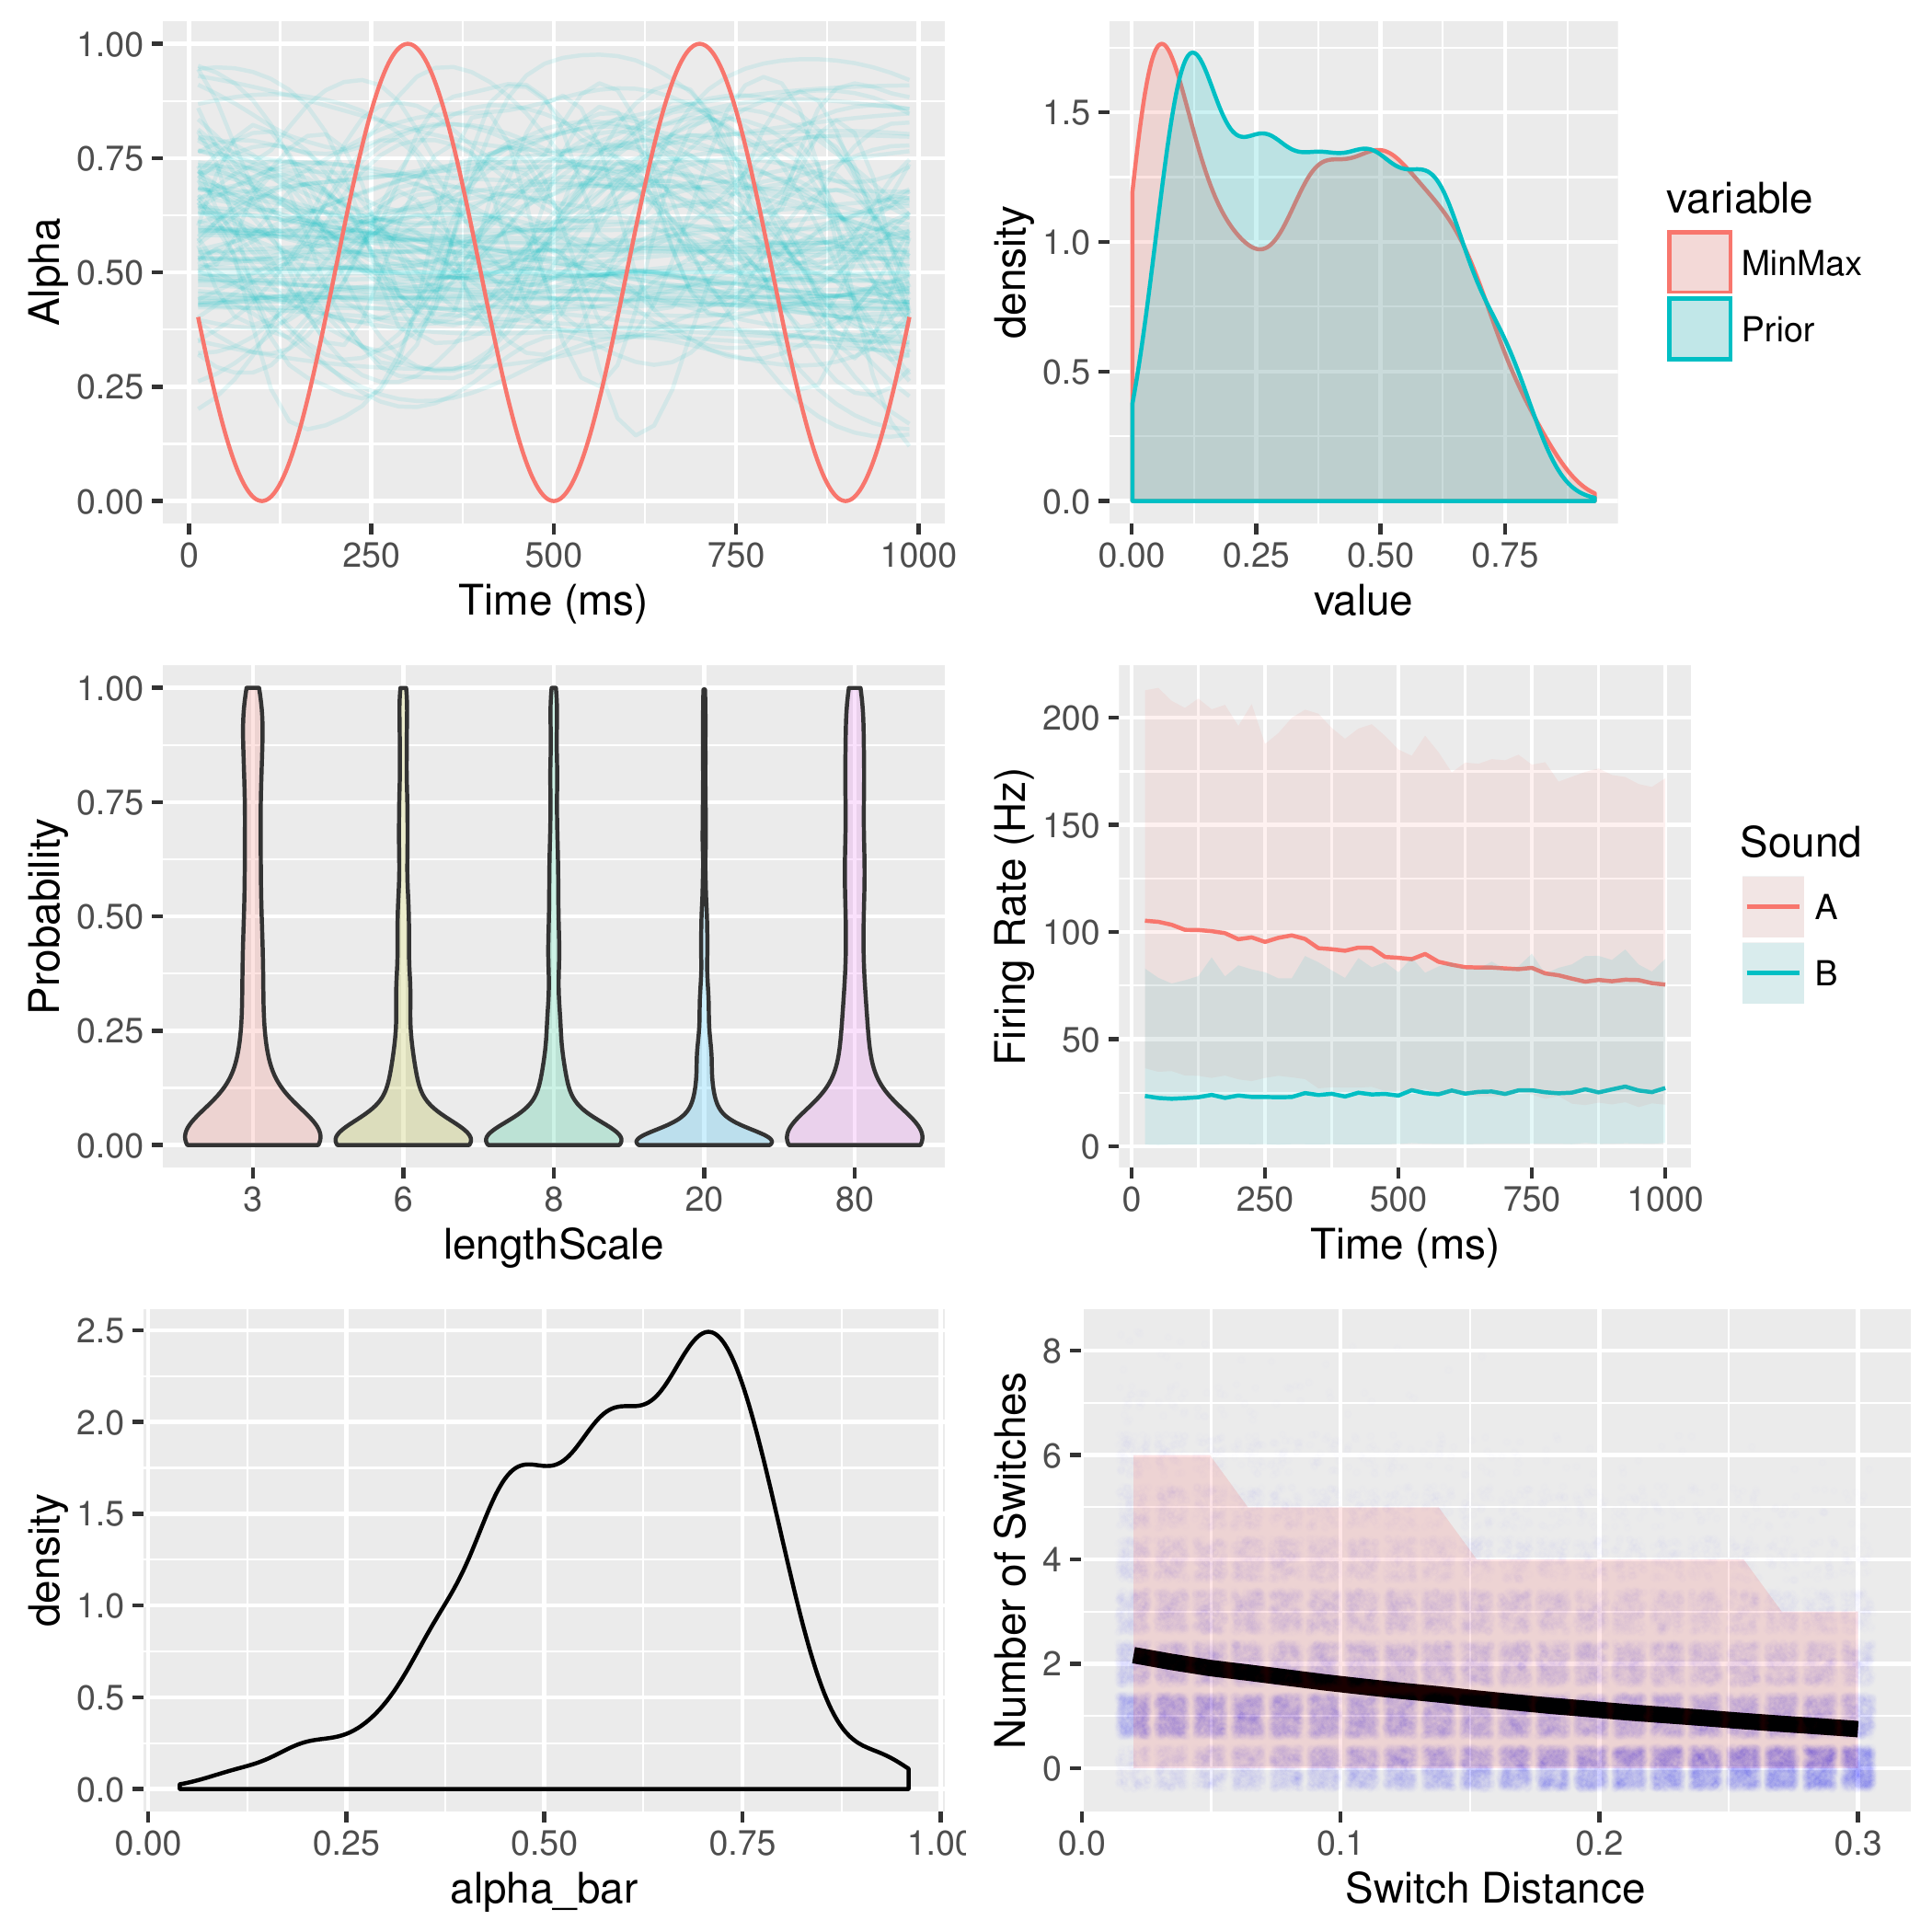 Alpha
1.00
0.75
0.50
0.25
0.00
0 250 500 750 1000
Time (ms)
density
1.5
1.0
0.5
0.0
0.00 0.25 0.50 0.75
value
variable
MinMax
Prior
Probability
1.00
0.75
0.50
0.25
0.00
3 6 8 20 80
lengthScale
Firing Rate (Hz)
200
150
100
50
0
0 250 500 750 1000
Time (ms)
Sound
A
B
density
2.5
2.0
1.5
1.0
0.5
0.0
0.00 0.25 0.50 0.75 1.00
alpha_bar
Number of Switches
8
6
4
2
0
0.0 0.1 0.2 0.3
Switch Distance